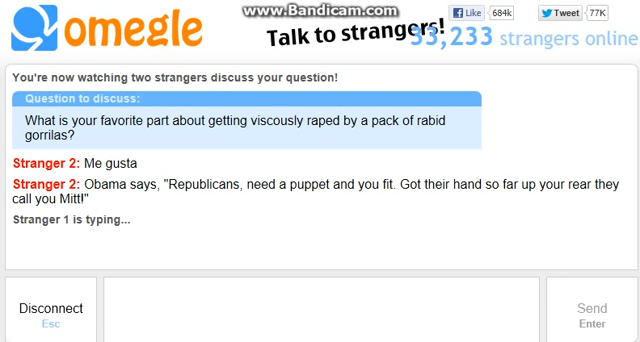 www.Bandicam.com
omegle
Talk to strangers!
Like 684k
Tweet 77K
33,233 strangers online
You're now watching two strangers discuss your question!
Question to discuss:
What is your favorite part about getting viscously raped by a pack of rabid
gorrilas?
Stranger 2: Me gusta
Stranger 2: Obama says, "Republicans, need a puppet and you fit. Got their hand so far up your rear they
call you Mitt!"
Stranger 1 is typing...
Disconnect
Esc
Send
Enter